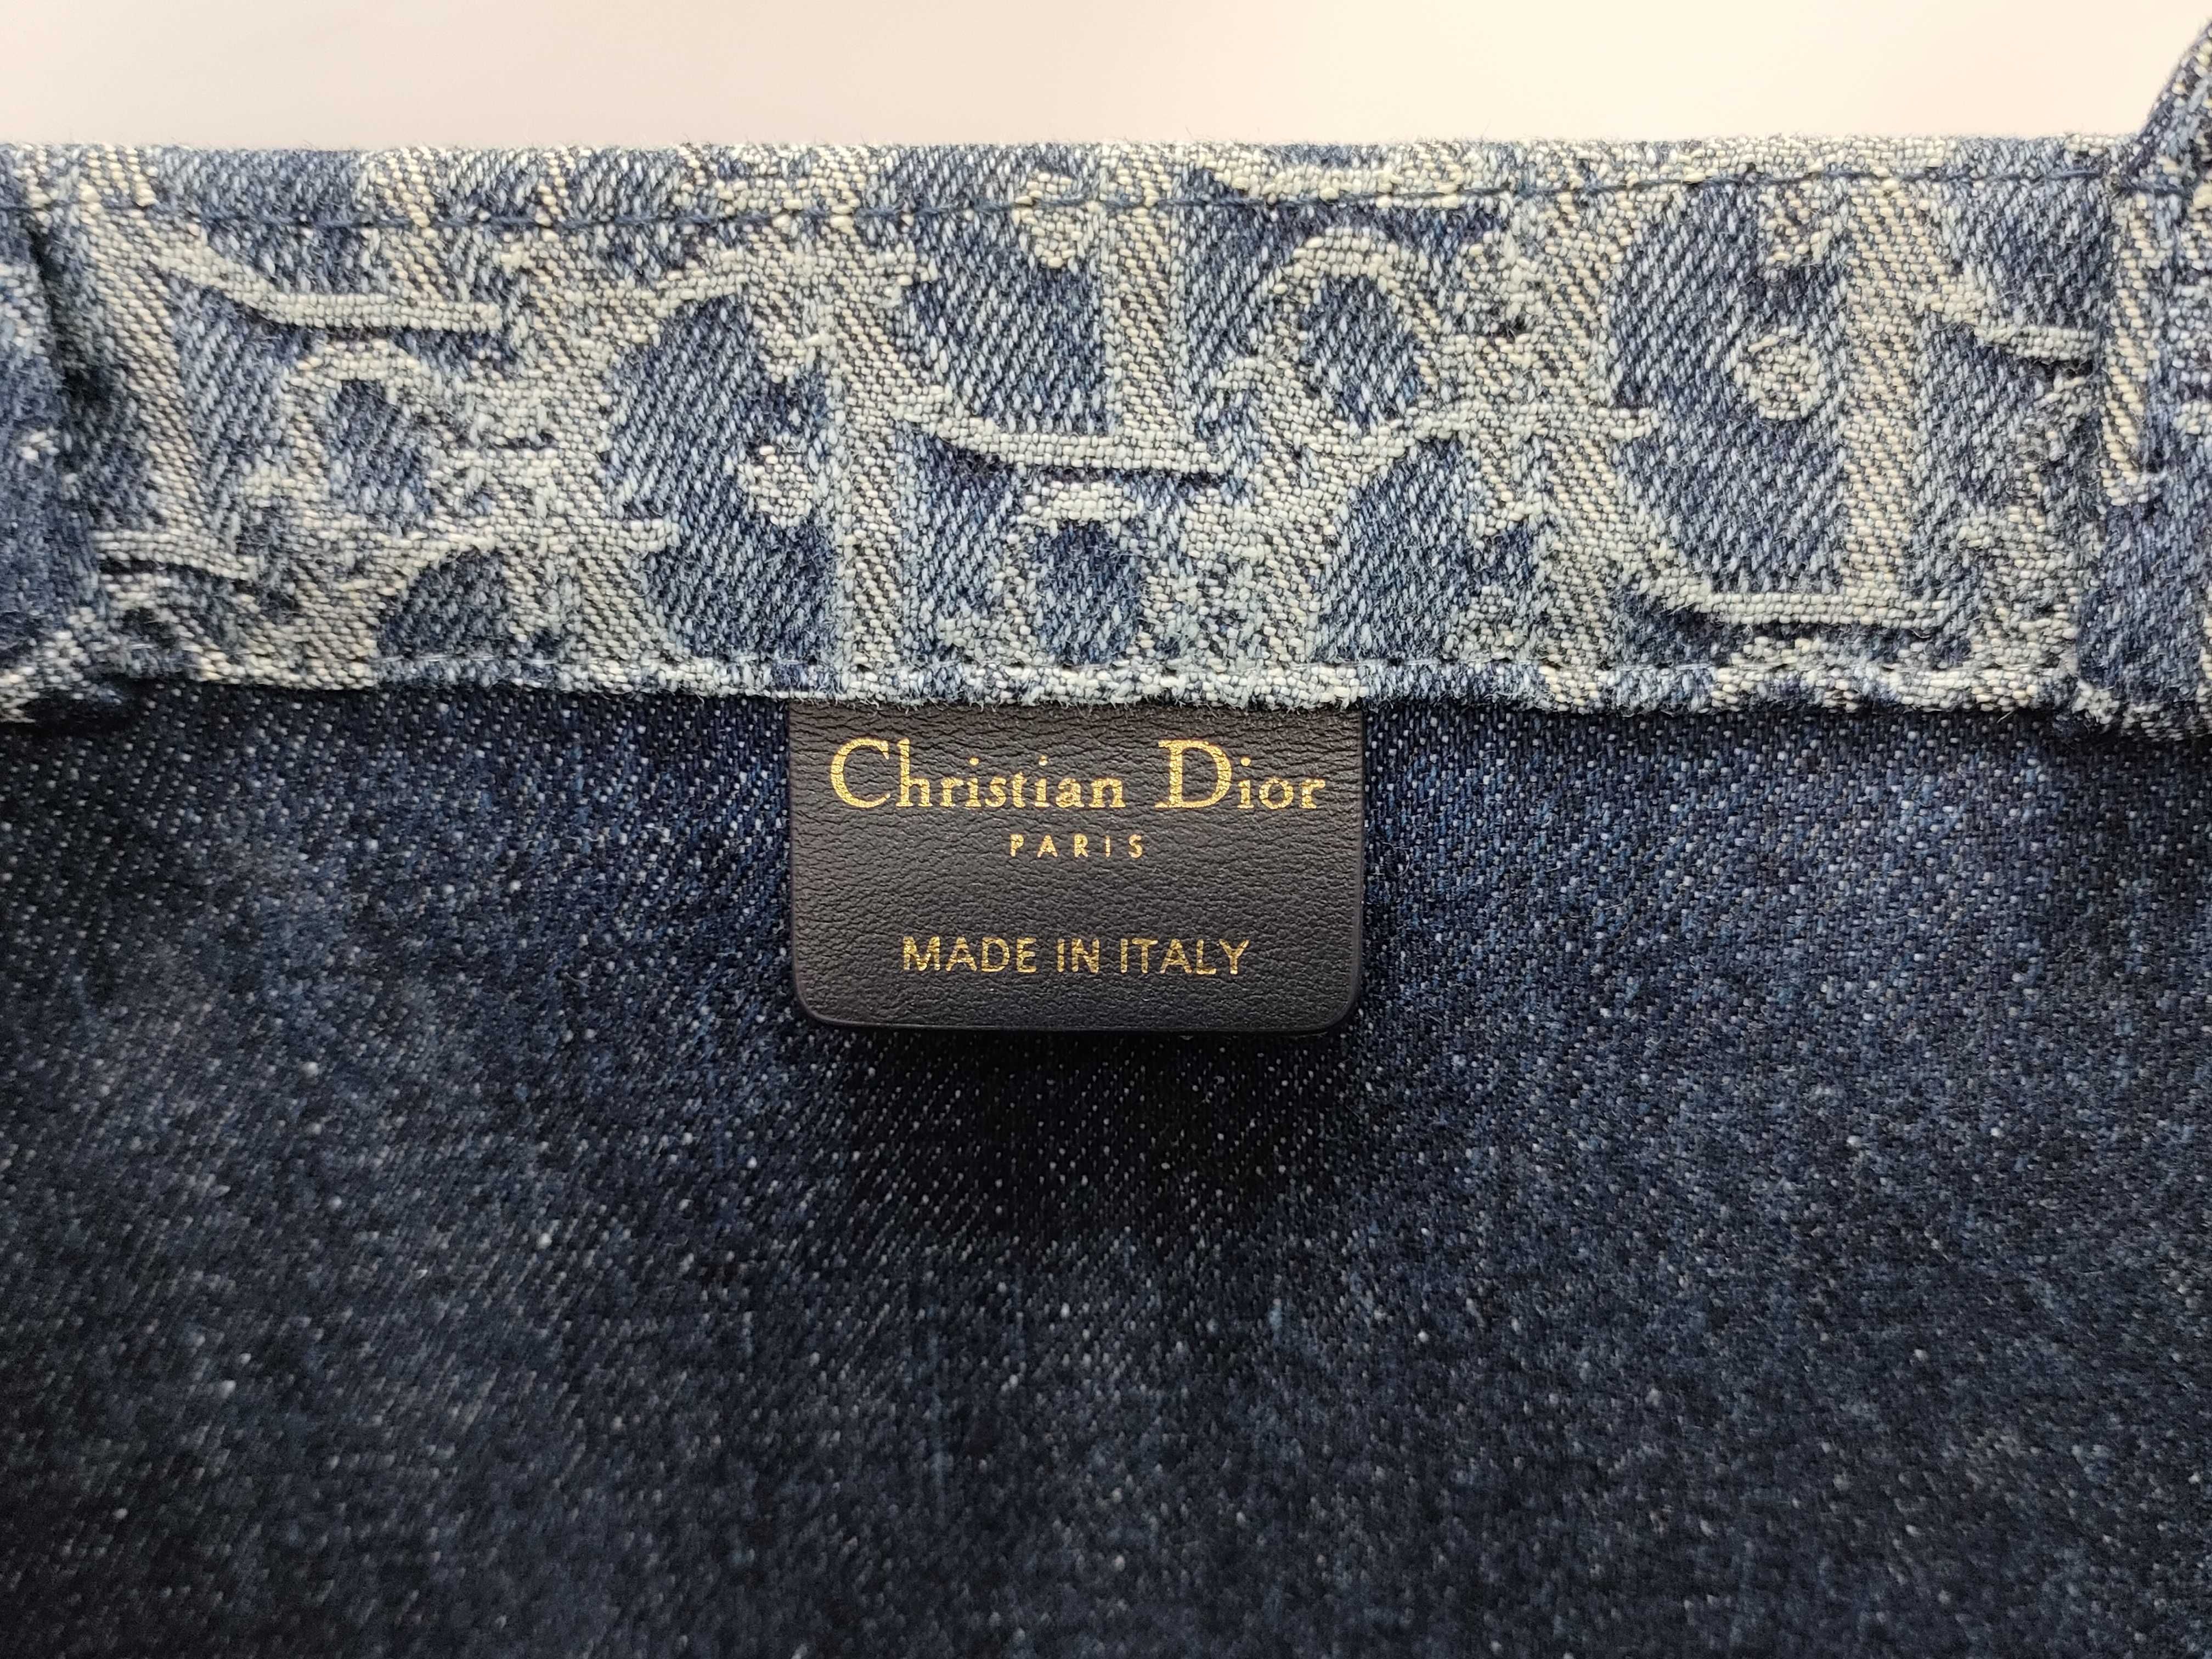 Christian Dior
PARIS
MADE IN ITALY